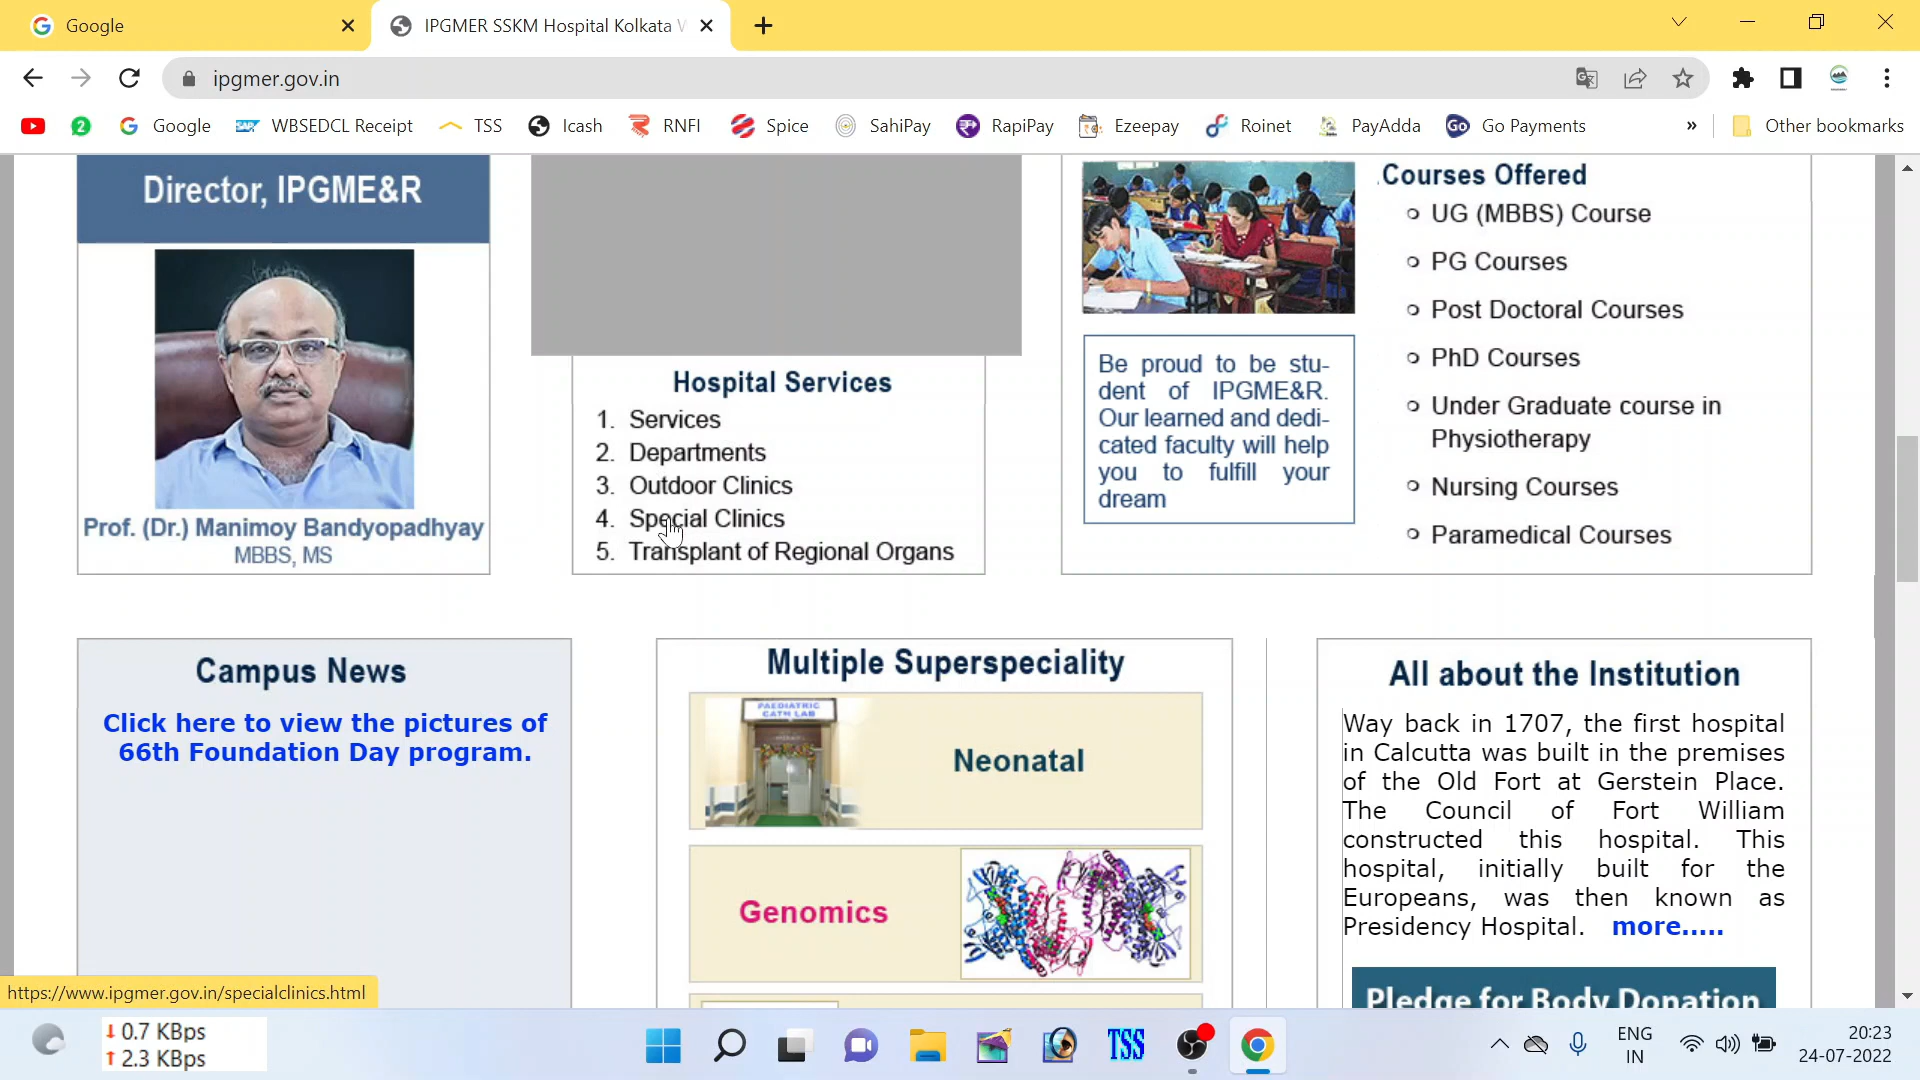 Google
IPGMER SSKM Hospital Kolkata
ipgmer.gov.in
2
Google
WBSEDCL Receipt
TSS
Icash
RNFI
Spice
SahiPay
RapiPay
Ezeepay
Roinet
PayAdda
Go
Go Payments
»
Other bookmarks
Director, IPGME&R
Prof. (Dr.) Manimoy Bandyopadhyay
MBBS, MS
Hospital Services
1. Services
2. Departments
3. Outdoor Clinics
4. Special Clinics
5. Transplant of Regional Organs
Be proud to be stu-
dent of IPGME&R.
Our learned and dedi-
cated faculty will help
you to fulfill your
dream
Courses Offered
UG (MBBS) Course
PG Courses
Post Doctoral Courses
PhD Courses
Under Graduate course in
Physiotherapy
Nursing Courses
Paramedical Courses
Campus News
Click here to view the pictures of
66th Foundation Day program.
Multiple Superspeciality
PAEDIATRIC
CATH LAB
Neonatal
Genomics
All about the Institution
Way back in 1707, the first hospital
in Calcutta was built in the premises
of the Old Fort at Gerstein Place.
The Council of Fort William
constructed this hospital. This
hospital, initially built for the
Europeans, was then known as
Presidency Hospital. more.....
Pledge for Body Donation
https://www.ipgmer.gov.in/specialclinics.html
0.7 KBps
2.3 KBps
TSS
ENG
IN
20:23
24-07-2022